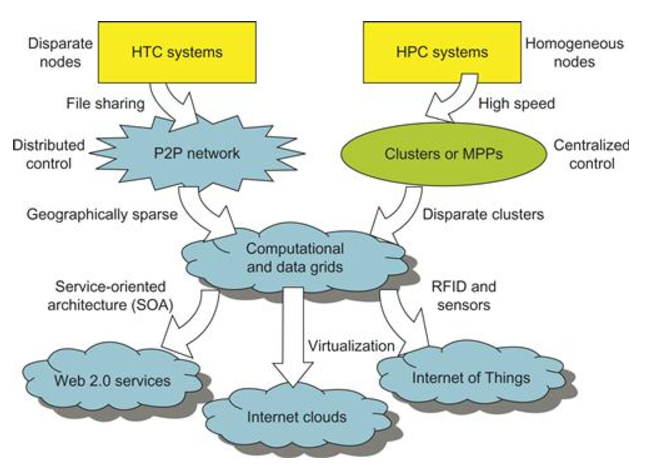 Disparate
nodes
HTC systems
HPC systems
Homogeneous
nodes
File sharing
High speed
Distributed
control
P2P network
Clusters or MPPs
Centralized
control
Geographically sparse
Disparate clusters
Computational
and data grids
Service-oriented
architecture (SOA)
RFID and
sensors
Virtualization
Web 2.0 services
Internet clouds
Internet of Things